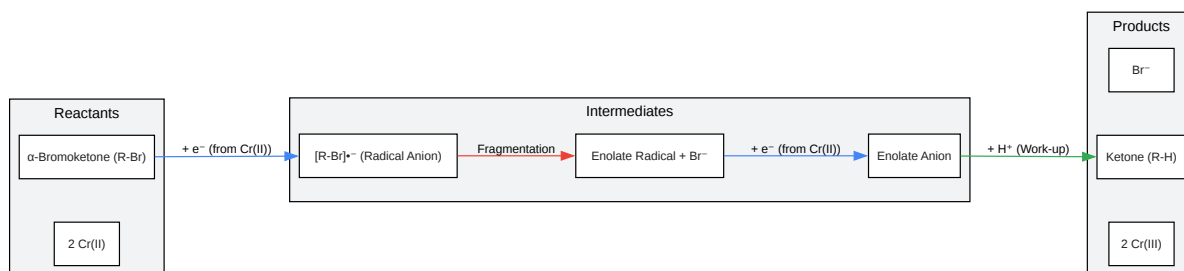 Reactants
α-Bromoketone (R-Br)
2 Cr(II)
+ e⁻ (from Cr(II))
Intermediates
[R-Br]•⁻ (Radical Anion)
Fragmentation
Enolate Radical + Br⁻
+ e⁻ (from Cr(II))
Enolate Anion
+ H⁺ (Work-up)
Products
Br⁻
Ketone (R-H)
2 Cr(III)